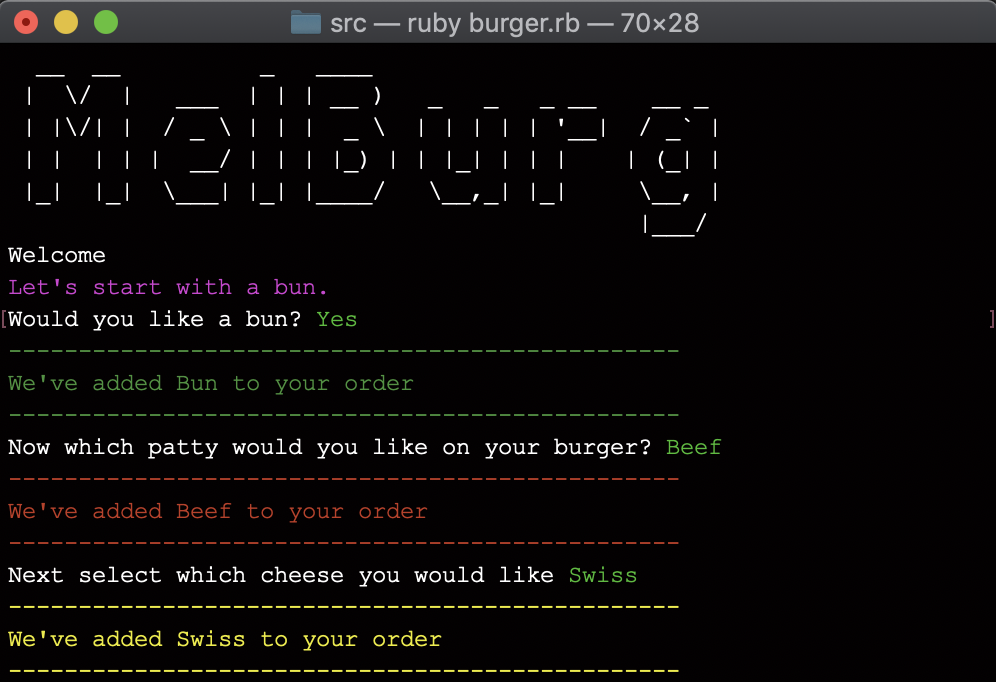 src — ruby burger.rb — 70×28
MelBurg
Welcome
Let's start with a bun.
[Would you like a bun? Yes ]
------------------------------------------------
We've added Bun to your order
------------------------------------------------
Now which patty would you like on your burger? Beef
------------------------------------------------
We've added Beef to your order
------------------------------------------------
Next select which cheese you would like Swiss
------------------------------------------------
We've added Swiss to your order
------------------------------------------------